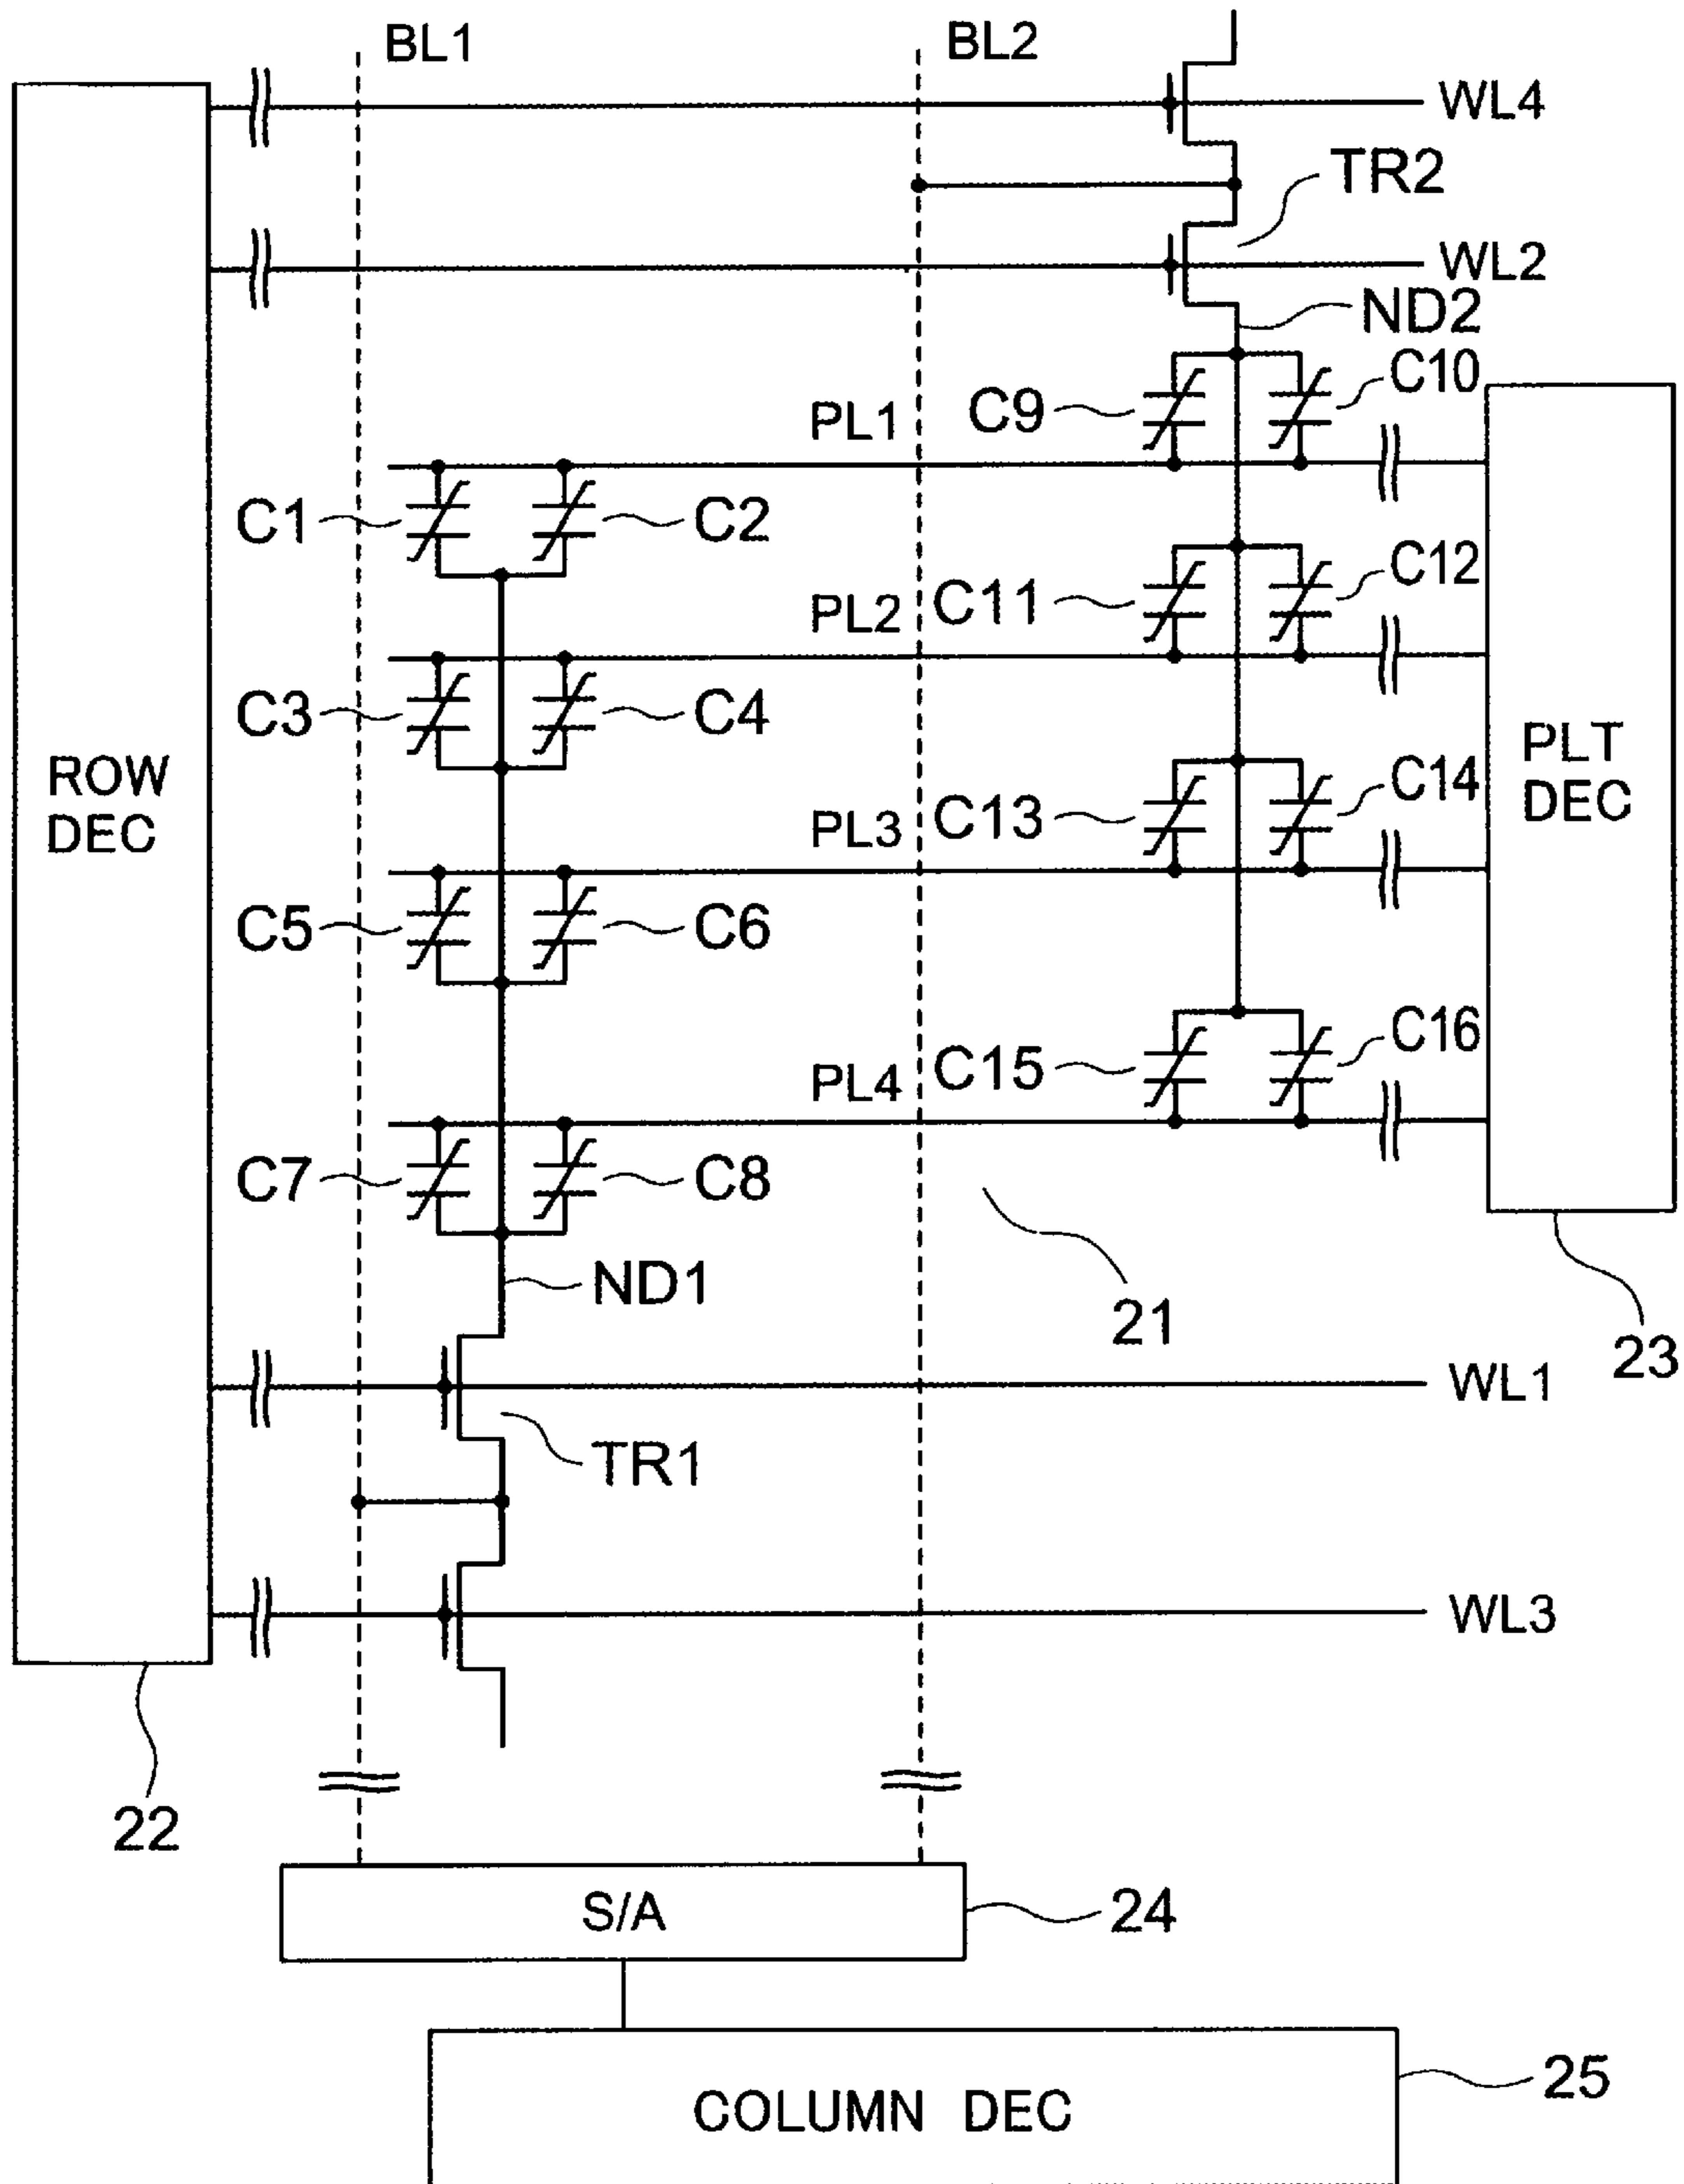 BL1
BL2
WL4
TR2
WL2
ND2
C10
C9
PL1
C1
C2
C12
C11
PL2
C3
C4
PLT
DEC
ROW
DEC
C14
C13
PL3
C5
C6
C16
C15
PL4
C7
C8
ND1
21
23
WL1
TR1
WL3
22
S/A
24
25
COLUMN DEC